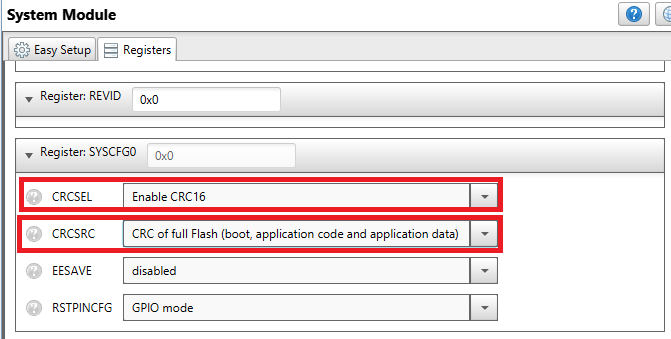 System Module
Easy Setup Registers
Register: REVID 0x0
Register: SYSCFG0 0x0
CRCSEL Enable CRC16
CRCSRC CRC of full Flash (boot, application code and application data)
EESAVE disabled
RSTPINCFG GPIO mode